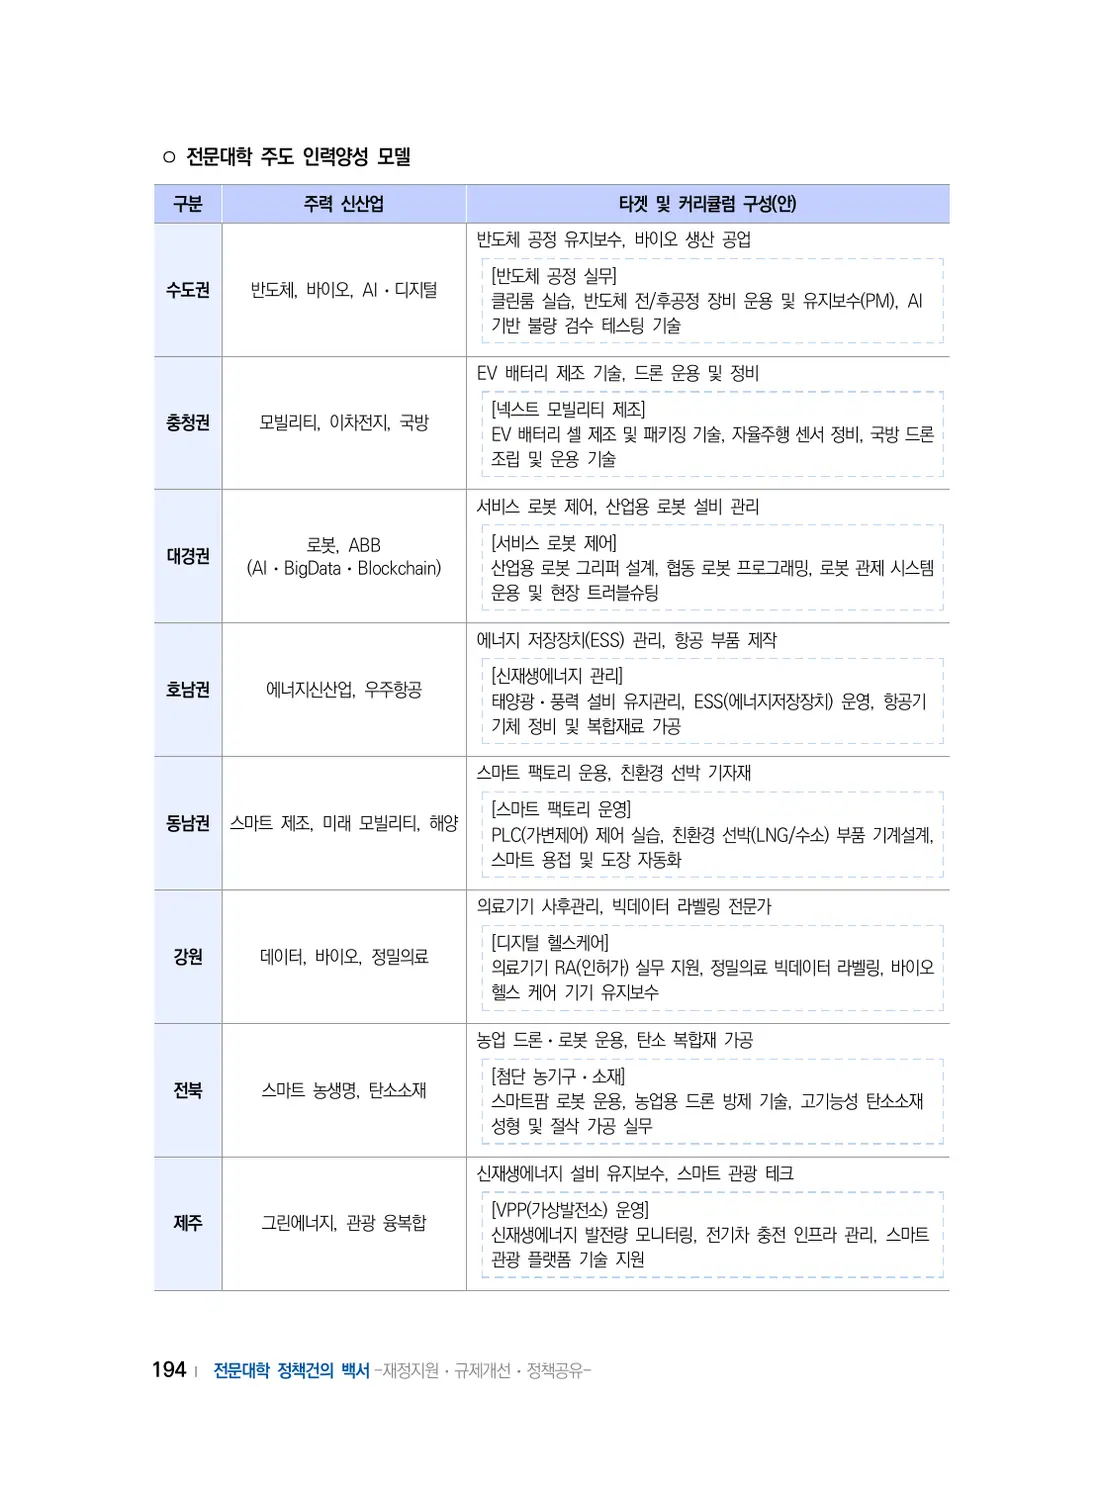 ○ 전문대학 주도 인력양성 모델
구분 주력 신산업 타겟 및 커리큘럼 구성(안)
수도권
반도체, 바이오, AI·디지털
반도체 공정 유지보수, 바이오 생산 공업
[반도체 공정 실무]
클린룸 실습, 반도체 전/후공정 장비 운용 및 유지보수(PM), AI
기반 불량 검수 테스팅 기술
충청권
모빌리티, 이차전지, 국방
EV 배터리 제조 기술, 드론 운용 및 정비
[넥스트 모빌리티 제조]
EV 배터리 셀 제조 및 패키징 기술, 자율주행 센서 정비, 국방 드론
조립 및 운용 기술
대경권
로봇, ABB
(AI·BigData·Blockchain)
서비스 로봇 제어, 산업용 로봇 설비 관리
[서비스 로봇 제어]
산업용 로봇 그리퍼 설계, 협동 로봇 프로그래밍, 로봇 관제 시스템
운용 및 현장 트러블슈팅
호남권
에너지신산업, 우주항공
에너지 저장장치(ESS) 관리, 항공 부품 제작
[신재생에너지 관리]
태양광·풍력 설비 유지관리, ESS(에너지저장장치) 운영, 항공기
기체 정비 및 복합재료 가공
동남권
스마트 제조, 미래 모빌리티, 해양
스마트 팩토리 운용, 친환경 선박 기자재
[스마트 팩토리 운영]
PLC(가변제어) 제어 실습, 친환경 선박(LNG/수소) 부품 기계설계,
스마트 용접 및 도장 자동화
강원
데이터, 바이오, 정밀의료
의료기기 사후관리, 빅데이터 라벨링 전문가
[디지털 헬스케어]
의료기기 RA(인허가) 실무 지원, 정밀의료 빅데이터 라벨링, 바이오
헬스 케어 기기 유지보수
전북
스마트 농생명, 탄소소재
농업 드론·로봇 운용, 탄소 복합재 가공
[첨단 농기구·소재]
스마트팜 로봇 운용, 농업용 드론 방제 기술, 고기능성 탄소소재
성형 및 절삭 가공 실무
제주
그린에너지, 관광 융복합
신재생에너지 설비 유지보수, 스마트 관광 테크
[VPP(가상발전소) 운영]
신재생에너지 발전량 모니터링, 전기차 충전 인프라 관리, 스마트
관광 플랫폼 기술 지원
194 | 전문대학 정책건의 백서 -재정지원·규제개선·정책공유-